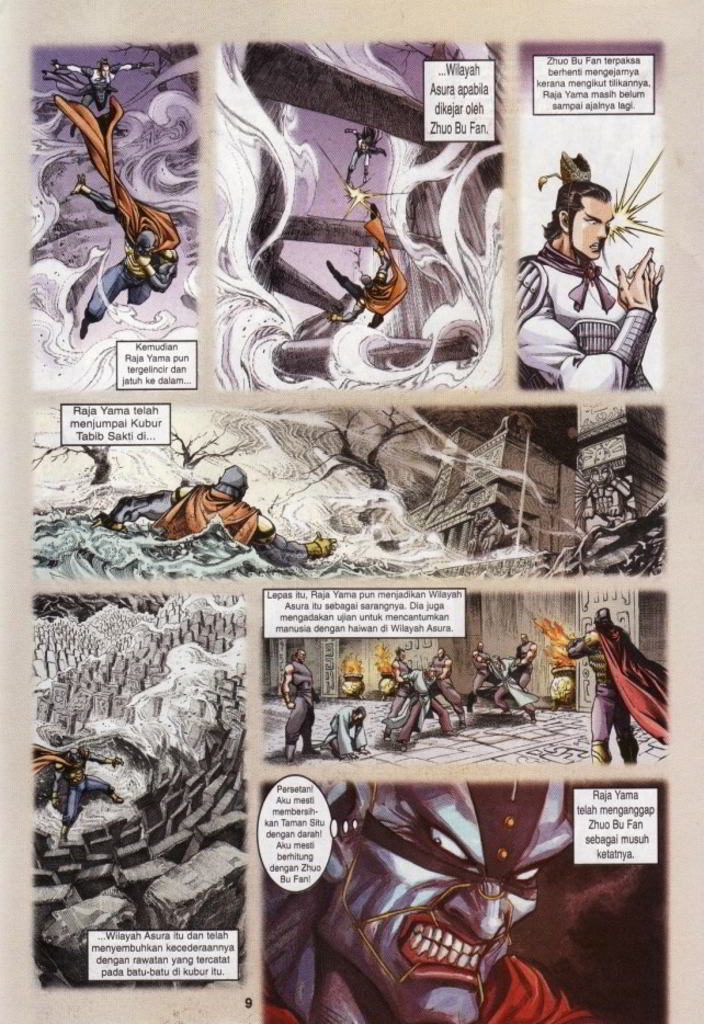 Kemudian
Raja Yama pun
tergelincir dan
jatuh ke dalam...
...Wilayah
Asura apabila
dikejar oleh
Zhuo Bu Fan.
Zhuo Bu Fan terpaksa
berhenti mengejarnya
kerana mengikut tilikannya,
Raja Yama masih belum
sampai ajalnya lagi.
Raja Yama telah
menjumpai Kubur
Tabib Sakti di...
...Wilayah Asura itu dan telah
menyembuhkan kecederaannya
dengan rawatan yang tercatat
pada batu-batu di kubur itu.
Lepas itu, Raja Yama pun menjadikan Wilayah
Asura itu sebagai sarangnya. Dia juga
mengadakan ujian untuk mencantumkan
manusia dengan haiwan di Wilayah Asura.
Persetan!
Aku mesti
membersih-
kan Taman Situ
dengan darah!
Aku mesti
berhitung
dengan Zhuo
Bu Fan!
Raja Yama
telah menganggap
Zhuo Bu Fan
sebagai musuh
ketatnya.
9